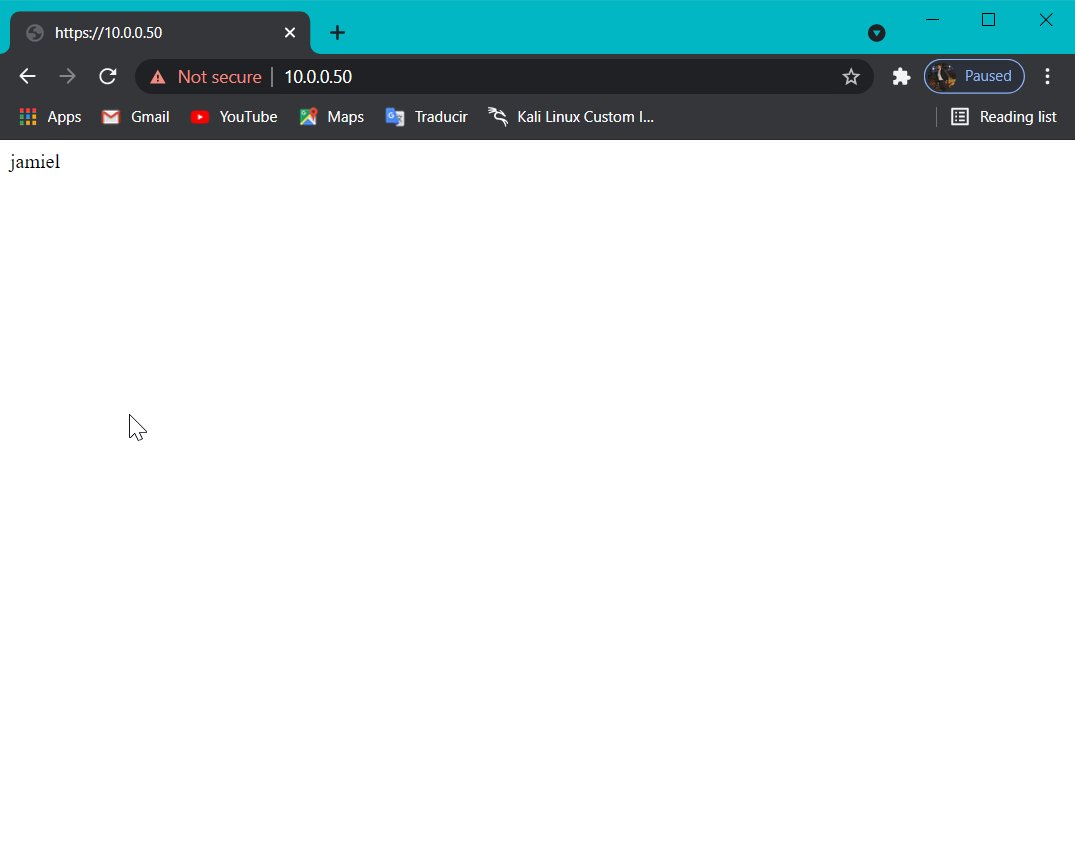 https://10.0.0.50
Not secure 10.0.0.50 Paused
Apps Gmail YouTube Maps Traducir Kali Linux Custom I... Reading list
jamiel